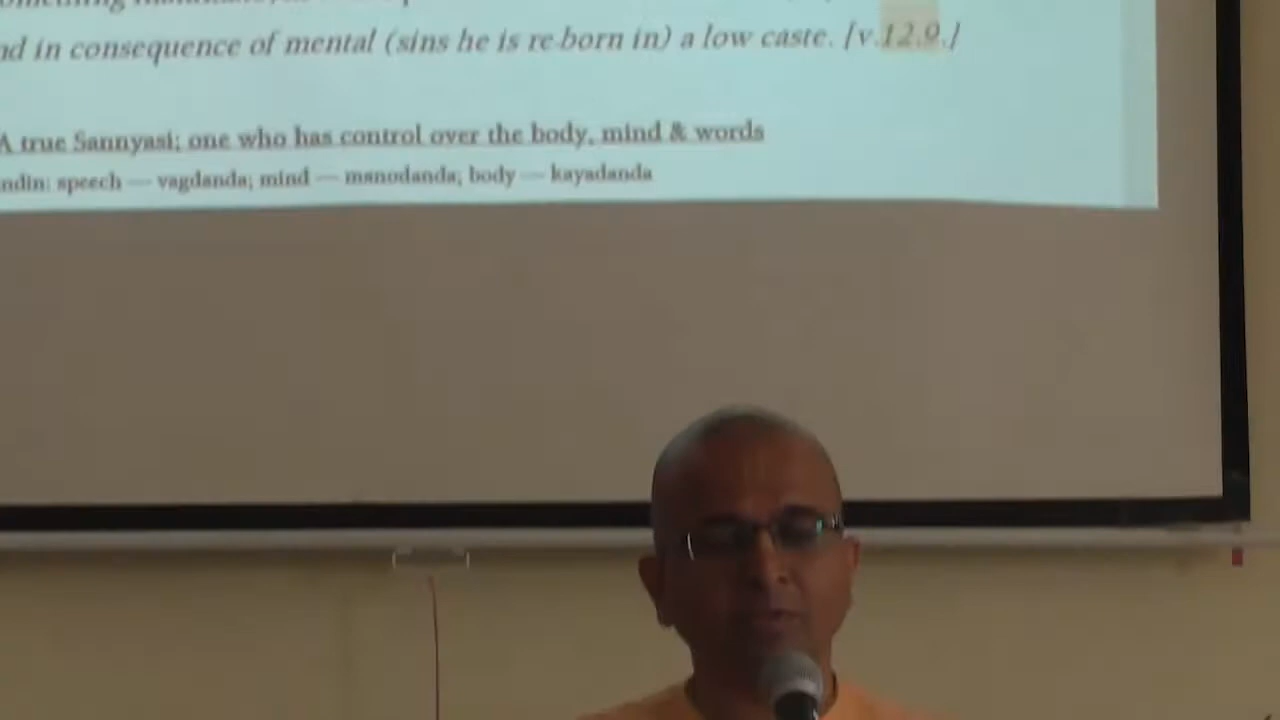 nd in consequence of mental (sins he is re-born in) a low caste. [v.12.9.]
A true Sannyasi; one who has control over the body, mind & words
ndin: speech — vagdanda; mind — manodanda; body — kayadanda